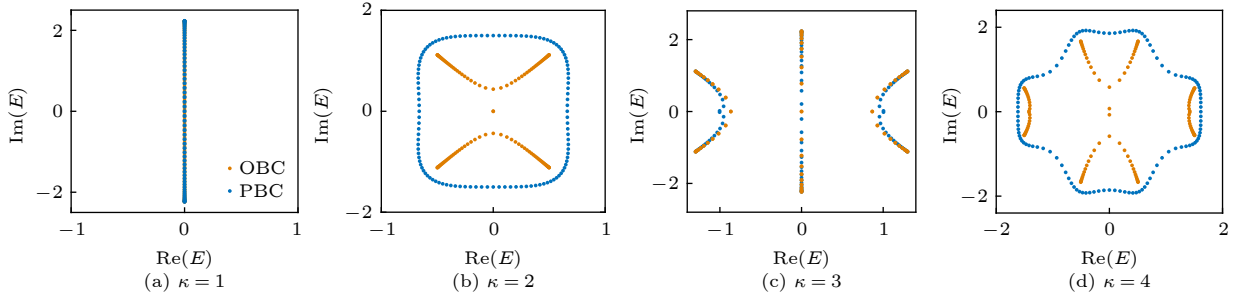 2
0
−2
−1
0
1
Im(E)
Re(E)
OBC
PBC
(a) κ = 1
2
0
−2
−1
0
1
Im(E)
Re(E)
(b) κ = 2
2
0
−2
−1
0
1
Im(E)
Re(E)
(c) κ = 3
2
0
−2
−2
0
2
Im(E)
Re(E)
(d) κ = 4